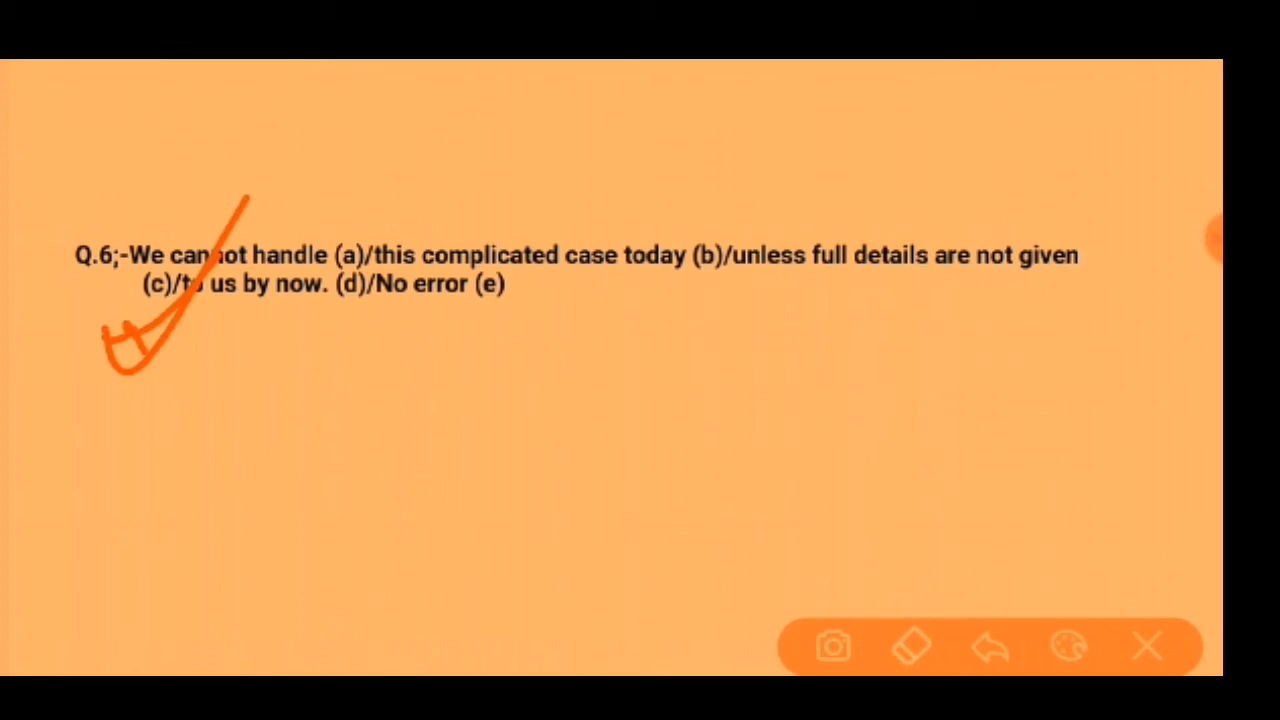 Q.6;-We cannot handle (a)/this complicated case today (b)/unless full details are not given
(c)/to us by now. (d)/No error (e)